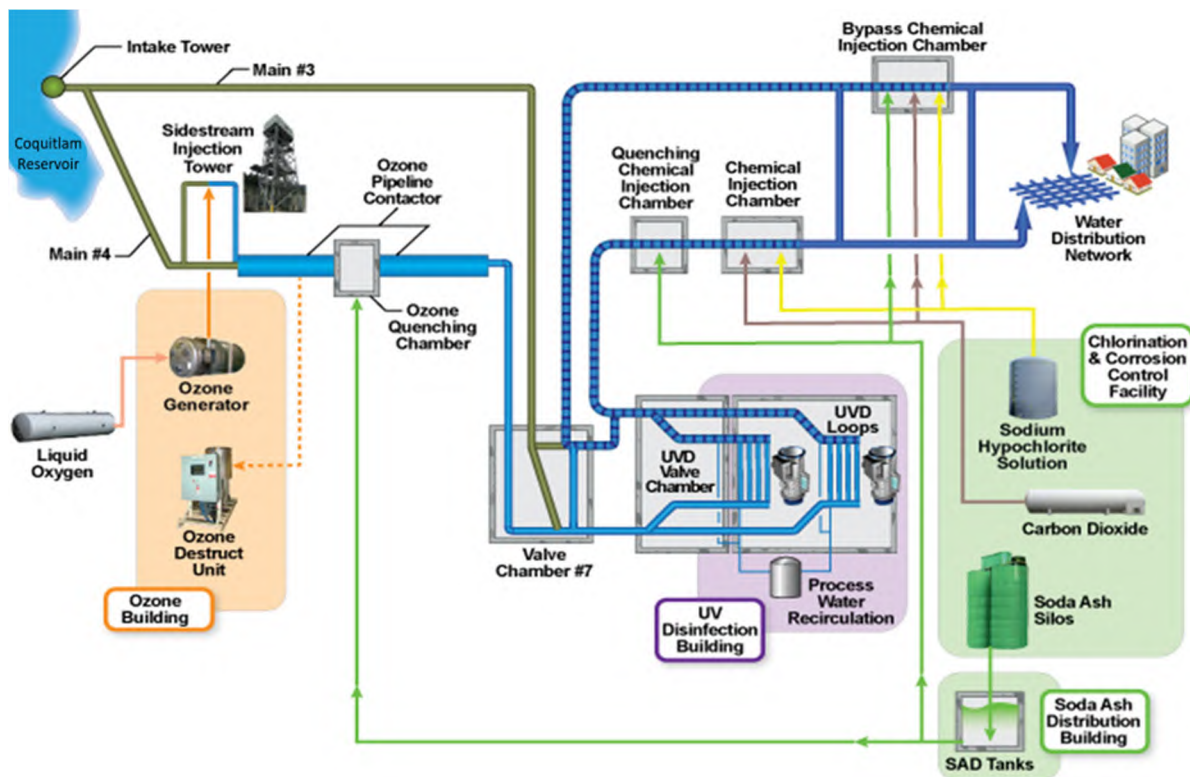 Intake Tower
Main #3
Bypass Chemical
Injection Chamber
Coquitlam
Reservoir
Sidestream
Injection
Tower
Ozone
Pipeline
Contactor
Quenching
Chemical
Injection
Chamber
Chemical
Injection
Chamber
Water
Distribution
Network
Main #4
Ozone
Quenching
Chamber
Ozone
Generator
Liquid
Oxygen
Ozone
Destruct
Unit
Ozone
Building
Valve
Chamber #7
UVD
Loops
UVD
Valve
Chamber
Process
Water
Recirculation
UV
Disinfection
Building
Chlorination
& Corrosion
Control
Facility
Sodium
Hypochlorite
Solution
Carbon Dioxide
Soda Ash
Silos
Soda Ash
Distribution
Building
SAD Tanks